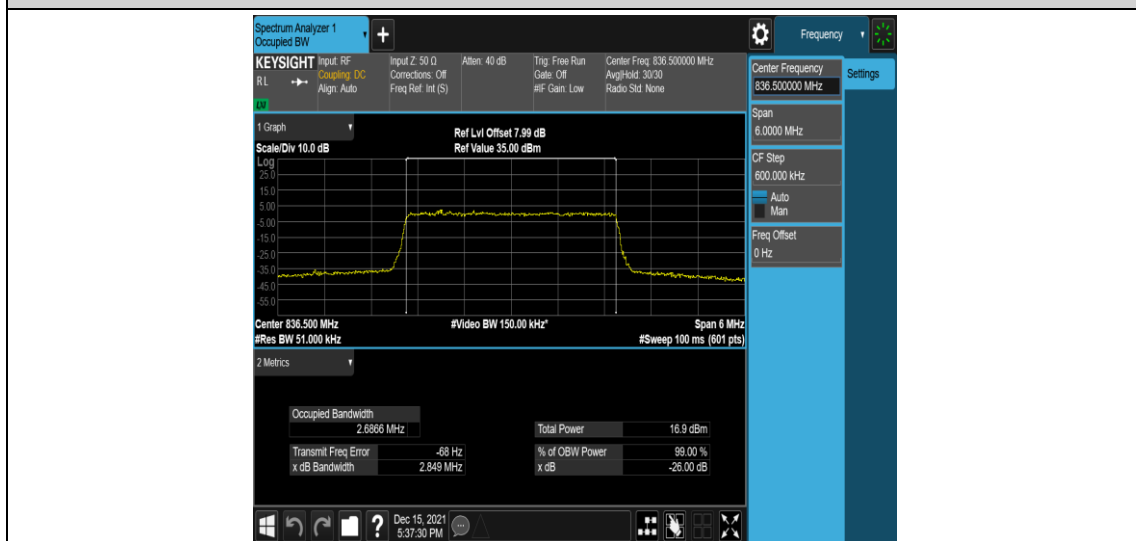 Spectrum Analyzer 1
Occupied BW
+
Frequency
KEYSIGHT
RL
LXI
Input: RF
Coupling: DC
Align: Auto
Input Z: 50 Ω
Corrections: Off
Freq Ref: Int (S)
Atten: 40 dB
Trig: Free Run
Gate: Off
#IF Gain: Low
Center Freq: 836.500000 MHz
Avg|Hold: 30/30
Radio Std: None
Center Frequency
836.500000 MHz
Settings
Span
6.0000 MHz
CF Step
600.000 kHz
Auto
Man
Freq Offset
0 Hz
1 Graph
Scale/Div 10.0 dB
Ref Lvl Offset 7.99 dB
Ref Value 35.00 dBm
Log
25.0
15.0
5.00
-5.00
-15.0
-25.0
-35.0
-45.0
-55.0
Center 836.500 MHz
#Res BW 51.000 kHz
#Video BW 150.00 kHz*
Span 6 MHz
#Sweep 100 ms (601 pts)
2 Metrics
Occupied Bandwidth
2.6866 MHz
Total Power 16.9 dBm
Transmit Freq Error -68 Hz
% of OBW Power 99.00 %
x dB Bandwidth 2.849 MHz
x dB -26.00 dB
?
Dec 15, 2021
5:37:30 PM